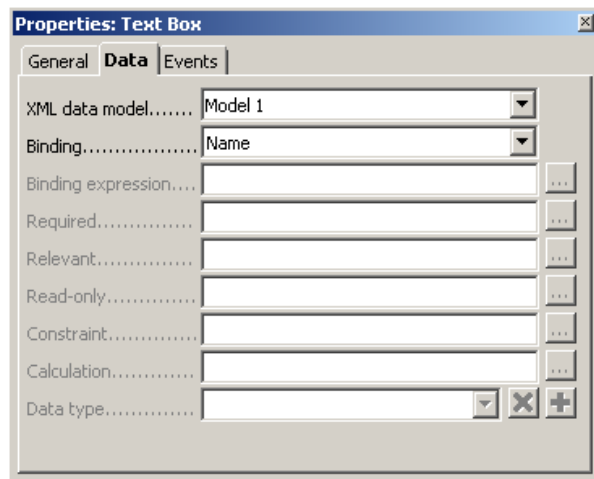 Properties: Text Box
General Data Events
XML data model....... Model 1
Binding.................. Name
Binding expression.... ...
Required.............. ...
Relevant.............. ...
Read-only............. ...
Constraint............. ...
Calculation............ ...
Data type..............